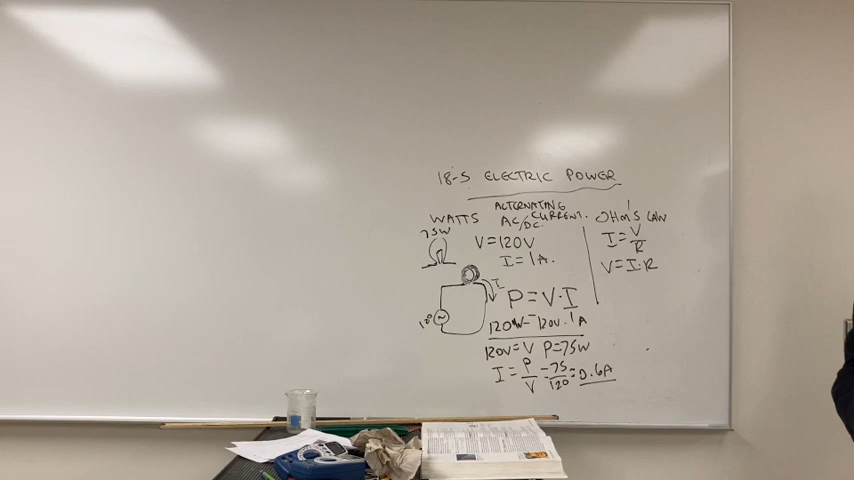 18-5 ELECTRIC POWER
ALTERNATING
WATTS AC/DC CURRENT.
75W
V=120V
I=1A.
I
P=V·I
120
120W=120V·1A
120V=V P=75W
I=P/V=75/120=0.6A
OHM'S LAW
I=V/R
V=I·R